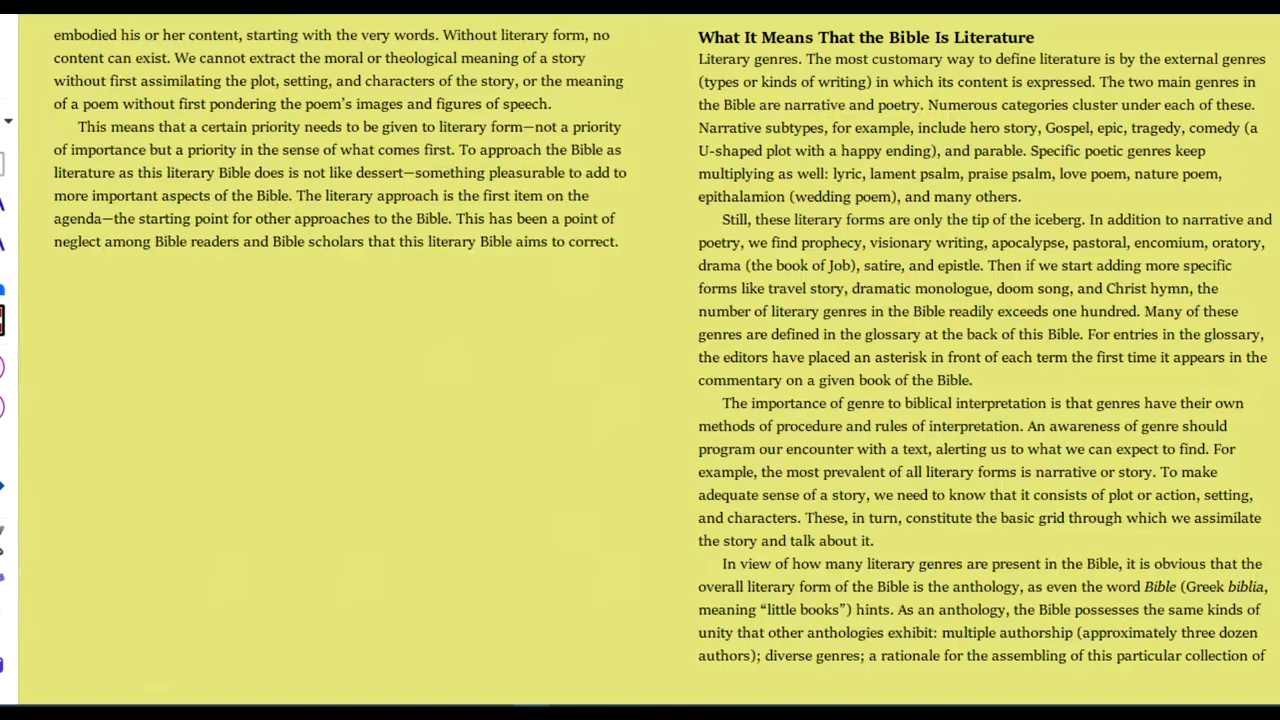 embodied his or her content, starting with the very words. Without literary form, no
content can exist. We cannot extract the moral or theological meaning of a story
without first assimilating the plot, setting, and characters of the story, or the meaning
of a poem without first pondering the poem’s images and figures of speech.
This means that a certain priority needs to be given to literary form—not a priority
of importance but a priority in the sense of what comes first. To approach the Bible as
literature as this literary Bible does is not like dessert—something pleasurable to add to
more important aspects of the Bible. The literary approach is the first item on the
agenda—the starting point for other approaches to the Bible. This has been a point of
neglect among Bible readers and Bible scholars that this literary Bible aims to correct.
What It Means That the Bible Is Literature
Literary genres. The most customary way to define literature is by the external genres
(types or kinds of writing) in which its content is expressed. The two main genres in
the Bible are narrative and poetry. Numerous categories cluster under each of these.
Narrative subtypes, for example, include hero story, Gospel, epic, tragedy, comedy (a
U-shaped plot with a happy ending), and parable. Specific poetic genres keep
multiplying as well: lyric, lament psalm, praise psalm, love poem, nature poem,
epithalamion (wedding poem), and many others.
Still, these literary forms are only the tip of the iceberg. In addition to narrative and
poetry, we find prophecy, visionary writing, apocalypse, pastoral, encomium, oratory,
drama (the book of Job), satire, and epistle. Then if we start adding more specific
forms like travel story, dramatic monologue, doom song, and Christ hymn, the
number of literary genres in the Bible readily exceeds one hundred. Many of these
genres are defined in the glossary at the back of this Bible. For entries in the glossary,
the editors have placed an asterisk in front of each term the first time it appears in the
commentary on a given book of the Bible.
The importance of genre to biblical interpretation is that genres have their own
methods of procedure and rules of interpretation. An awareness of genre should
program our encounter with a text, alerting us to what we can expect to find. For
example, the most prevalent of all literary forms is narrative or story. To make
adequate sense of a story, we need to know that it consists of plot or action, setting,
and characters. These, in turn, constitute the basic grid through which we assimilate
the story and talk about it.
In view of how many literary genres are present in the Bible, it is obvious that the
overall literary form of the Bible is the anthology, as even the word Bible (Greek biblia,
meaning “little books”) hints. As an anthology, the Bible possesses the same kinds of
unity that other anthologies exhibit: multiple authorship (approximately three dozen
authors); diverse genres; a rationale for the assembling of this particular collection of